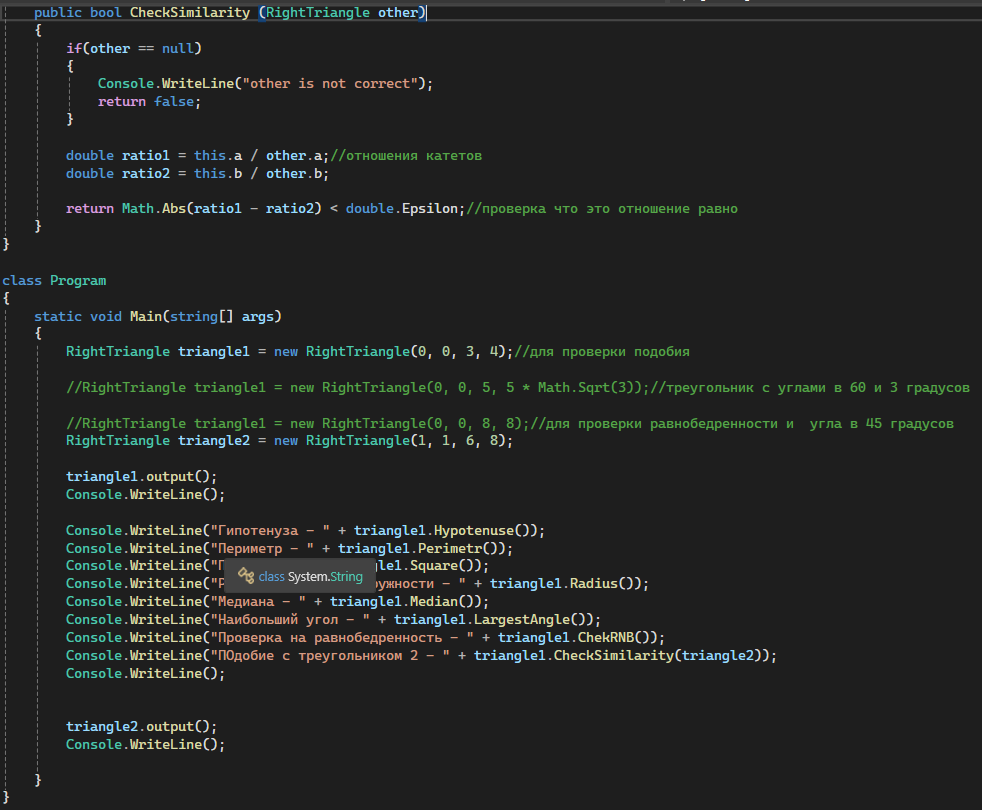 public bool CheckSimilarity (RightTriangle other)
{
if(other == null)
{
Console.WriteLine("other is not correct");
return false;
}
double ratio1 = this.a / other.a;//отношения катетов
double ratio2 = this.b / other.b;
return Math.Abs(ratio1 - ratio2) < double.Epsilon;//проверка что это отношение равно
}
}
class Program
{
static void Main(string[] args)
{
RightTriangle triangle1 = new RightTriangle(0, 0, 3, 4);//для проверки подобия
//RightTriangle triangle1 = new RightTriangle(0, 0, 5, 5 * Math.Sqrt(3));//треугольник с углами в 60 и 3 градусов
//RightTriangle triangle1 = new RightTriangle(0, 0, 8, 8);//для проверки равнобедренности и  угла в 45 градусов
RightTriangle triangle2 = new RightTriangle(1, 1, 6, 8);
triangle1.output();
Console.WriteLine();
Console.WriteLine("Гипотенуза - " + triangle1.Hypotenuse());
Console.WriteLine("Периметр - " + triangle1.Perimetr());
Console.WriteLine(" .Square());
class System.String
Console.WriteLine(" - " + triangle1.Radius());
Console.WriteLine("Медиана - " + triangle1.Median());
Console.WriteLine("Наибольший угол - " + triangle1.LargestAngle());
Console.WriteLine("Проверка на равнобедренность - " + triangle1.ChekRNB());
Console.WriteLine("ПОдобие с треугольником 2 - " + triangle1.CheckSimilarity(triangle2));
Console.WriteLine();
triangle2.output();
Console.WriteLine();
}
}